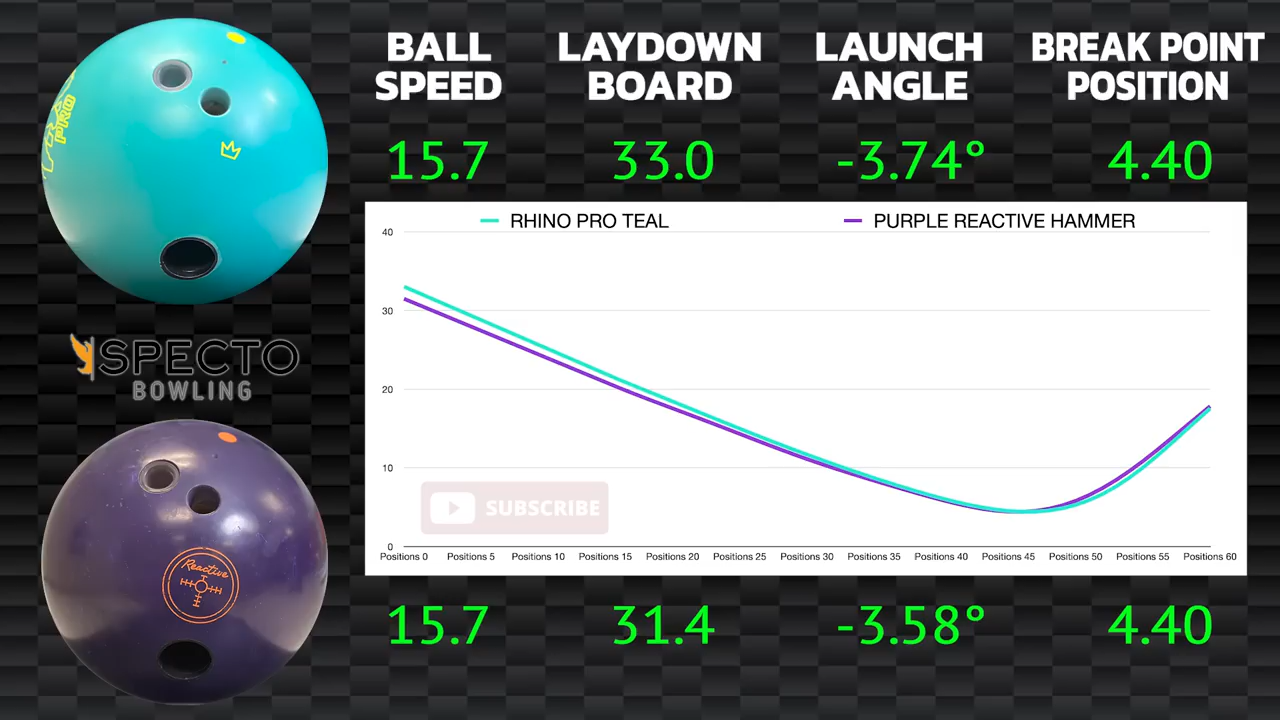 BALL SPEED
LAYDOWN BOARD
LAUNCH ANGLE
BREAK POINT POSITION
15.7
33.0
-3.74°
4.40
PRO
RHINO PRO TEAL
PURPLE REACTIVE HAMMER
40
30
20
10
0
SUBSCRIBE
Positions 0
Positions 5
Positions 10
Positions 15
Positions 20
Positions 25
Positions 30
Positions 35
Positions 40
Positions 45
Positions 50
Positions 55
Positions 60
SPECTO
BOWLING
Reactive
15.7
31.4
-3.58°
4.40